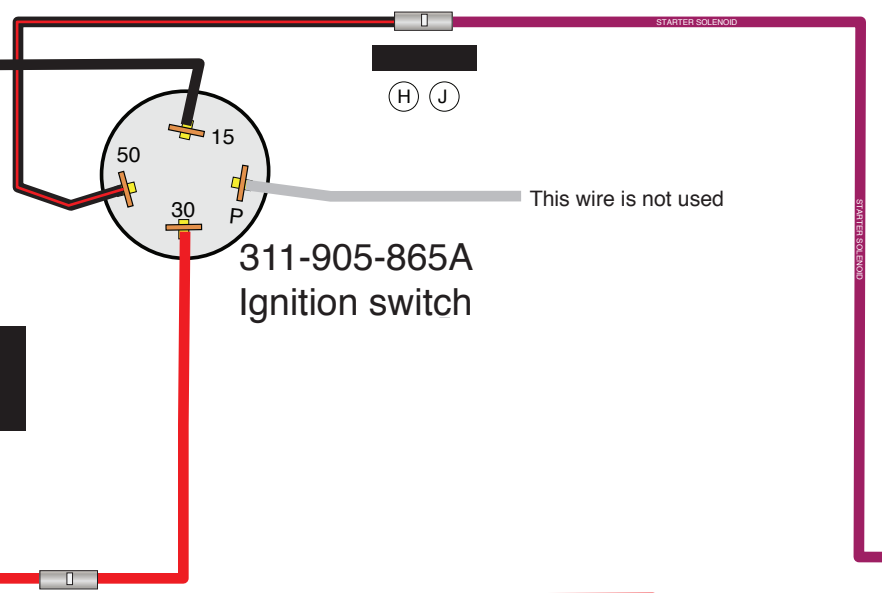 STARTER SOLENOID
H J
15
50
30
P
This wire is not used
STARTER SOLENOID
311-905-865A
Ignition switch